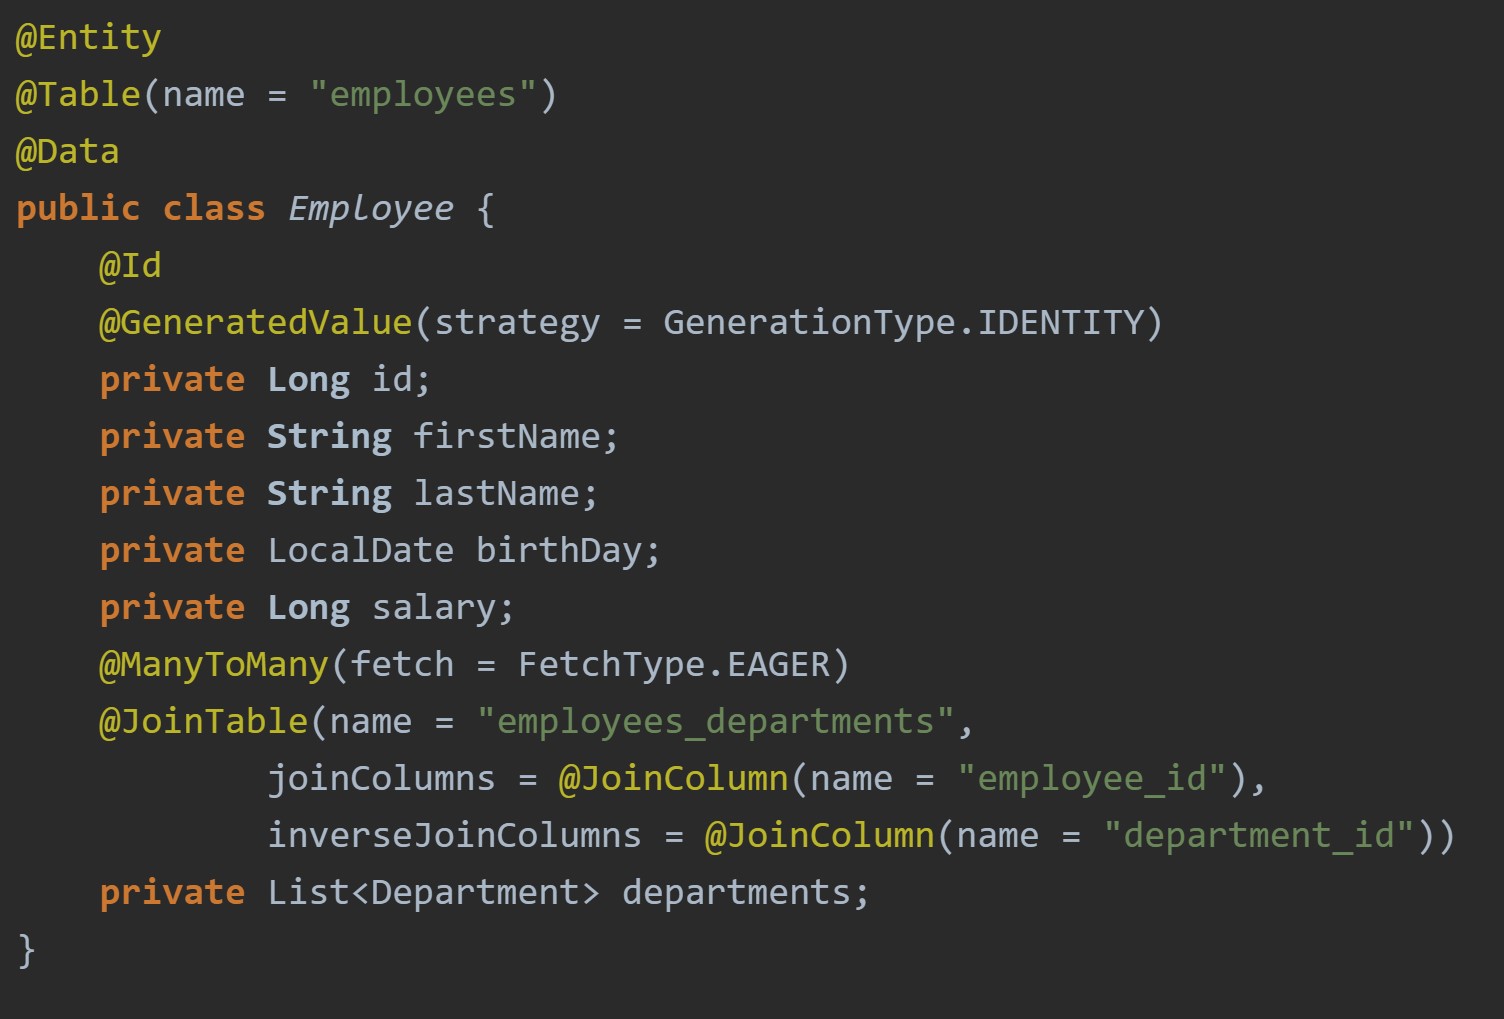 @Entity
@Table(name = "employees")
@Data
public class Employee {
    @Id
    @GeneratedValue(strategy = GenerationType.IDENTITY)
    private Long id;
    private String firstName;
    private String lastName;
    private LocalDate birthDay;
    private Long salary;
    @ManyToMany(fetch = FetchType.EAGER)
    @JoinTable(name = "employees_departments",
            joinColumns = @JoinColumn(name = "employee_id"),
            inverseJoinColumns = @JoinColumn(name = "department_id"))
    private List<Department> departments;
}